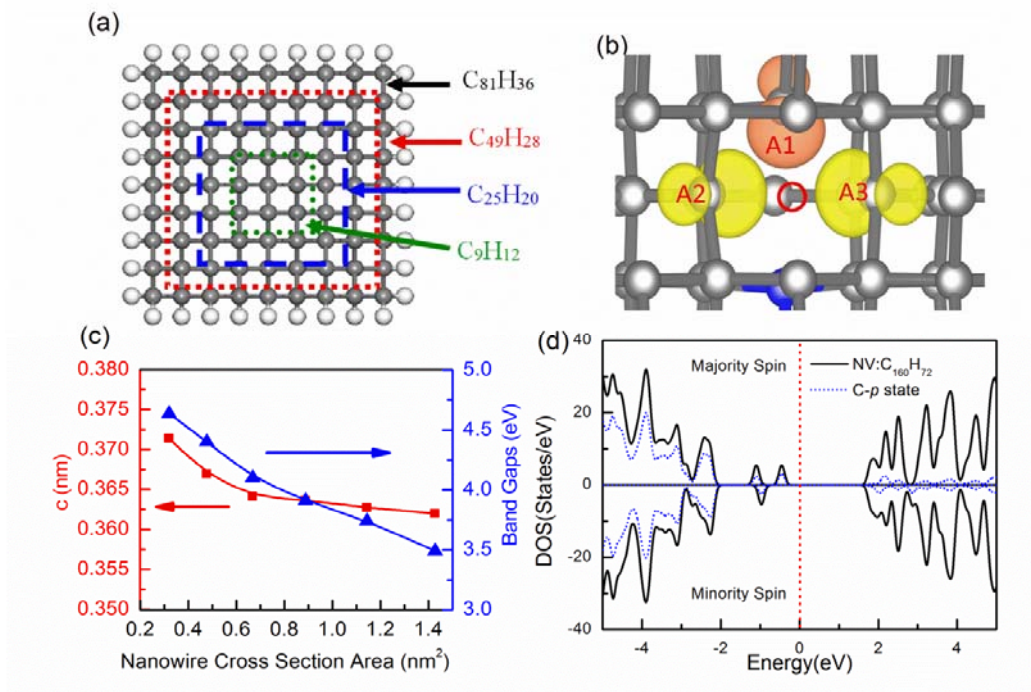 (a)
C₈₁H₃₆
C₄₉H₂₈
C₂₅H₂₀
C₉H₁₂
(b)
A1
A2
A3
(c)
0.380
0.375
0.370
0.365
0.360
0.355
0.350
c (nm)
5.0
4.5
4.0
3.5
3.0
Band Gaps (eV)
0.2 0.4 0.6 0.8 1.0 1.2 1.4
Nanowire Cross Section Area (nm²)
(d)
40
20
0
-20
-40
DOS(States/eV)
Majority Spin
NV:C₁₆₀H₇₂
C-p state
Minority Spin
-4 -2 0 2 4
Energy(eV)